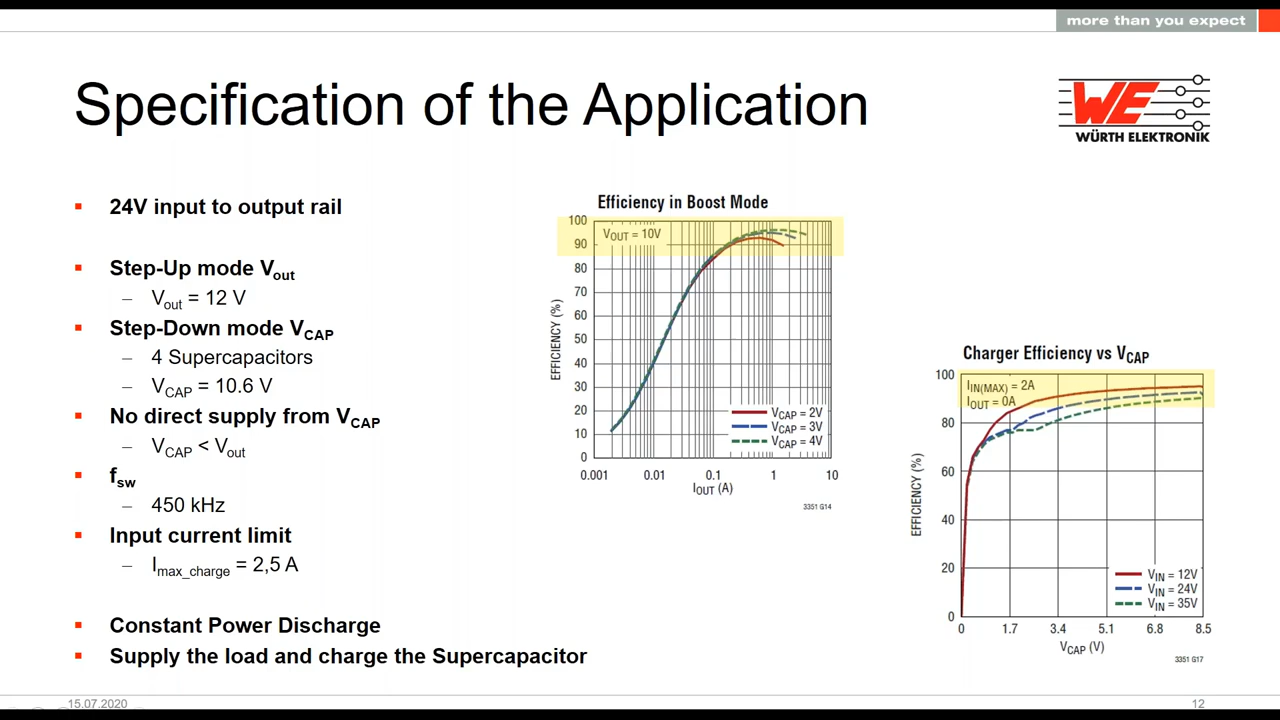 more than you expect
Specification of the Application
WE
WÜRTH ELEKTRONIK
▪ 24V input to output rail
▪ Step-Up mode Vout
– Vout = 12 V
▪ Step-Down mode VCAP
– 4 Supercapacitors
– VCAP = 10.6 V
▪ No direct supply from VCAP
– VCAP < Vout
▪ fsw
– 450 kHz
▪ Input current limit
– Imax_charge = 2,5 A
▪ Constant Power Discharge
▪ Supply the load and charge the Supercapacitor
Efficiency in Boost Mode
VOUT = 10V
100
90
80
70
60
50
40
30
20
10
0
EFFICIENCY (%)
VCAP = 2V
VCAP = 3V
VCAP = 4V
0.001 0.01 0.1 1 10
IOUT (A)
3351 G14
Charger Efficiency vs VCAP
IIN(MAX) = 2A
IOUT = 0A
100
80
60
40
20
0
EFFICIENCY (%)
VIN = 12V
VIN = 24V
VIN = 35V
0 1.7 3.4 5.1 6.8 8.5
VCAP (V)
3351 G17
15.07.2020
12